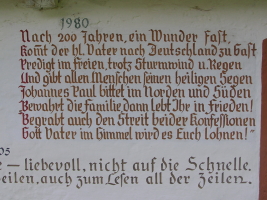 1980
Nach 200 Jahren, ein Wunder fast,
Kom̄t der hl. Vater nach Deutschland zu Gast
Predigt im freien, trotz Sturmwind u. Regen
Und gibt allen Menschen seinen heiligen Segen
Johannes Paul bittet im Norden und Süden
Bewahrt die Familie, dann lebt Ihr in frieden!
Begrabt auch den Streit beider Konfessionen
Gott Vater im Himmel wird es Euch lohnen!"
05
e – liebevoll, nicht auf die Schnelle.
eilen, auch zum Lesen all der Zeilen.